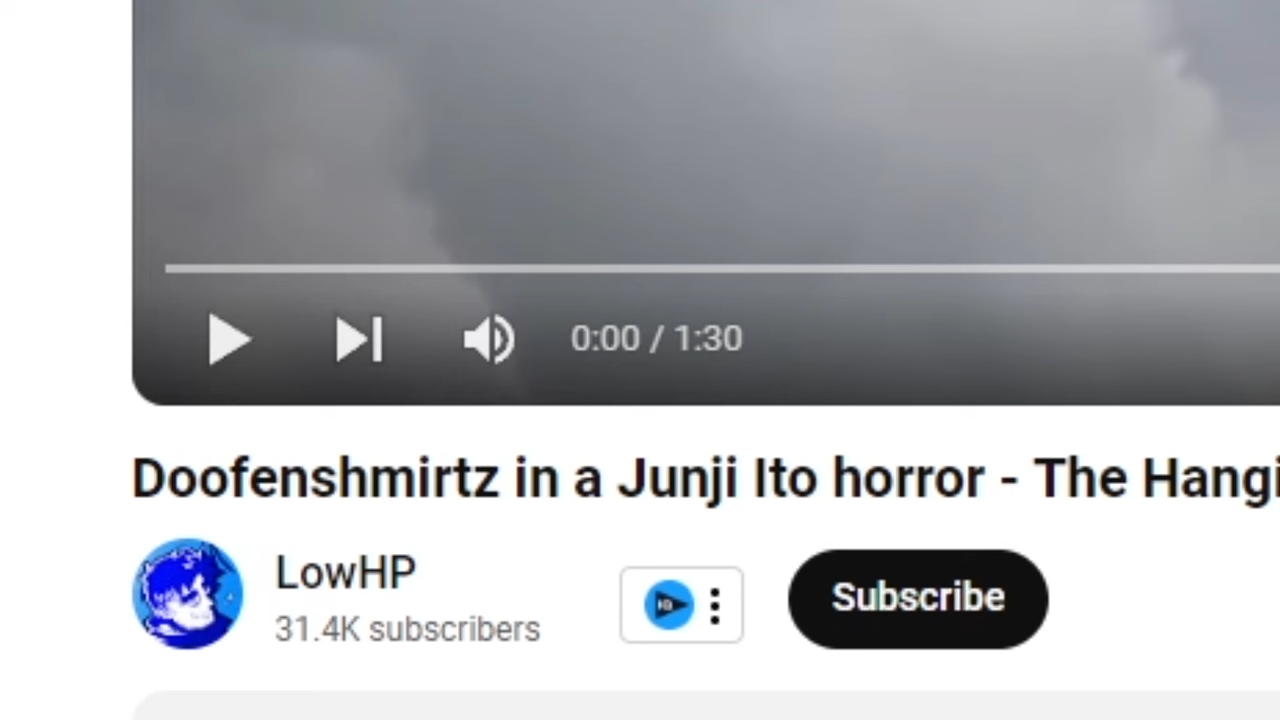 0:00 / 1:30
Doofenshmirtz in a Junji Ito horror - The Hangi
LowHP
31.4K subscribers
Subscribe